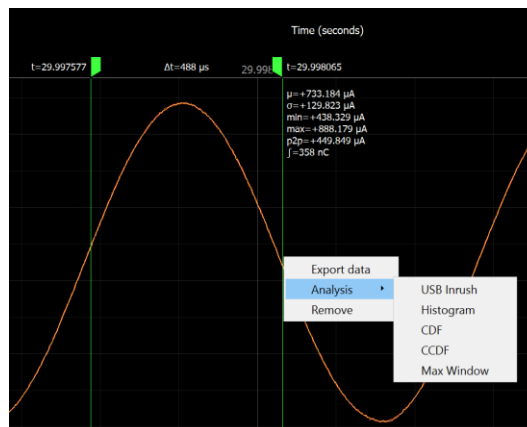 Time (seconds)
t=29.997577 Δt=488 µs 29.998 t=29.998065
µ=+733.184 µA
σ=+129.823 µA
min=+438.329 µA
max=+888.179 µA
p2p=+449.849 µA
∫=358 nC
Export data
Analysis
Remove
USB Inrush
Histogram
CDF
CCDF
Max Window